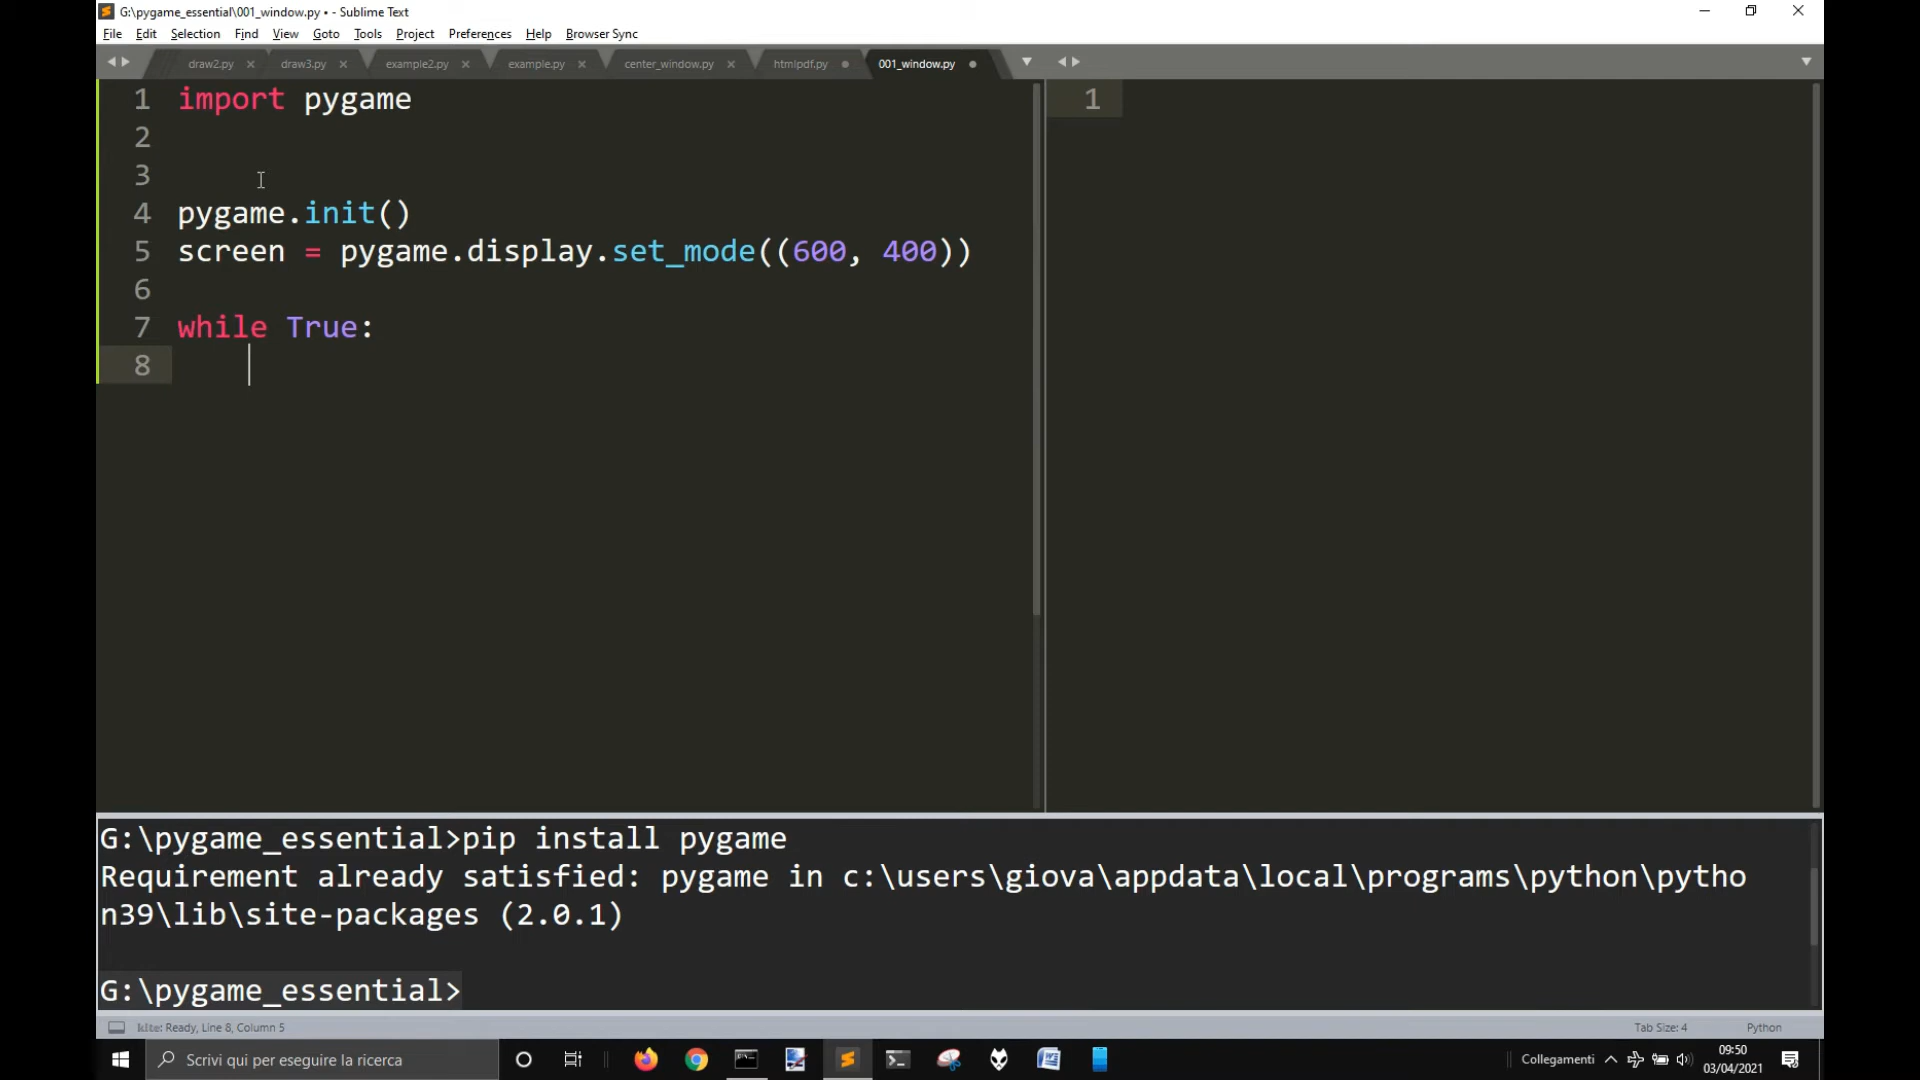 G:\pygame_essential\001_window.py • - Sublime Text
File Edit Selection Find View Goto Tools Project Preferences Help Browser Sync
draw2.py draw3.py example2.py example.py center_window.py htmlpdf.py 001_window.py
1 import pygame
2
3
4 pygame.init()
5 screen = pygame.display.set_mode((600, 400))
6
7 while True:
8
1
G:\pygame_essential>pip install pygame
Requirement already satisfied: pygame in c:\users\giova\appdata\local\programs\python\pytho
n39\lib\site-packages (2.0.1)
G:\pygame_essential>
kite: Ready, Line 8, Column 5
Tab Size: 4
Python
Scrivi qui per eseguire la ricerca
Collegamenti
09:50
03/04/2021